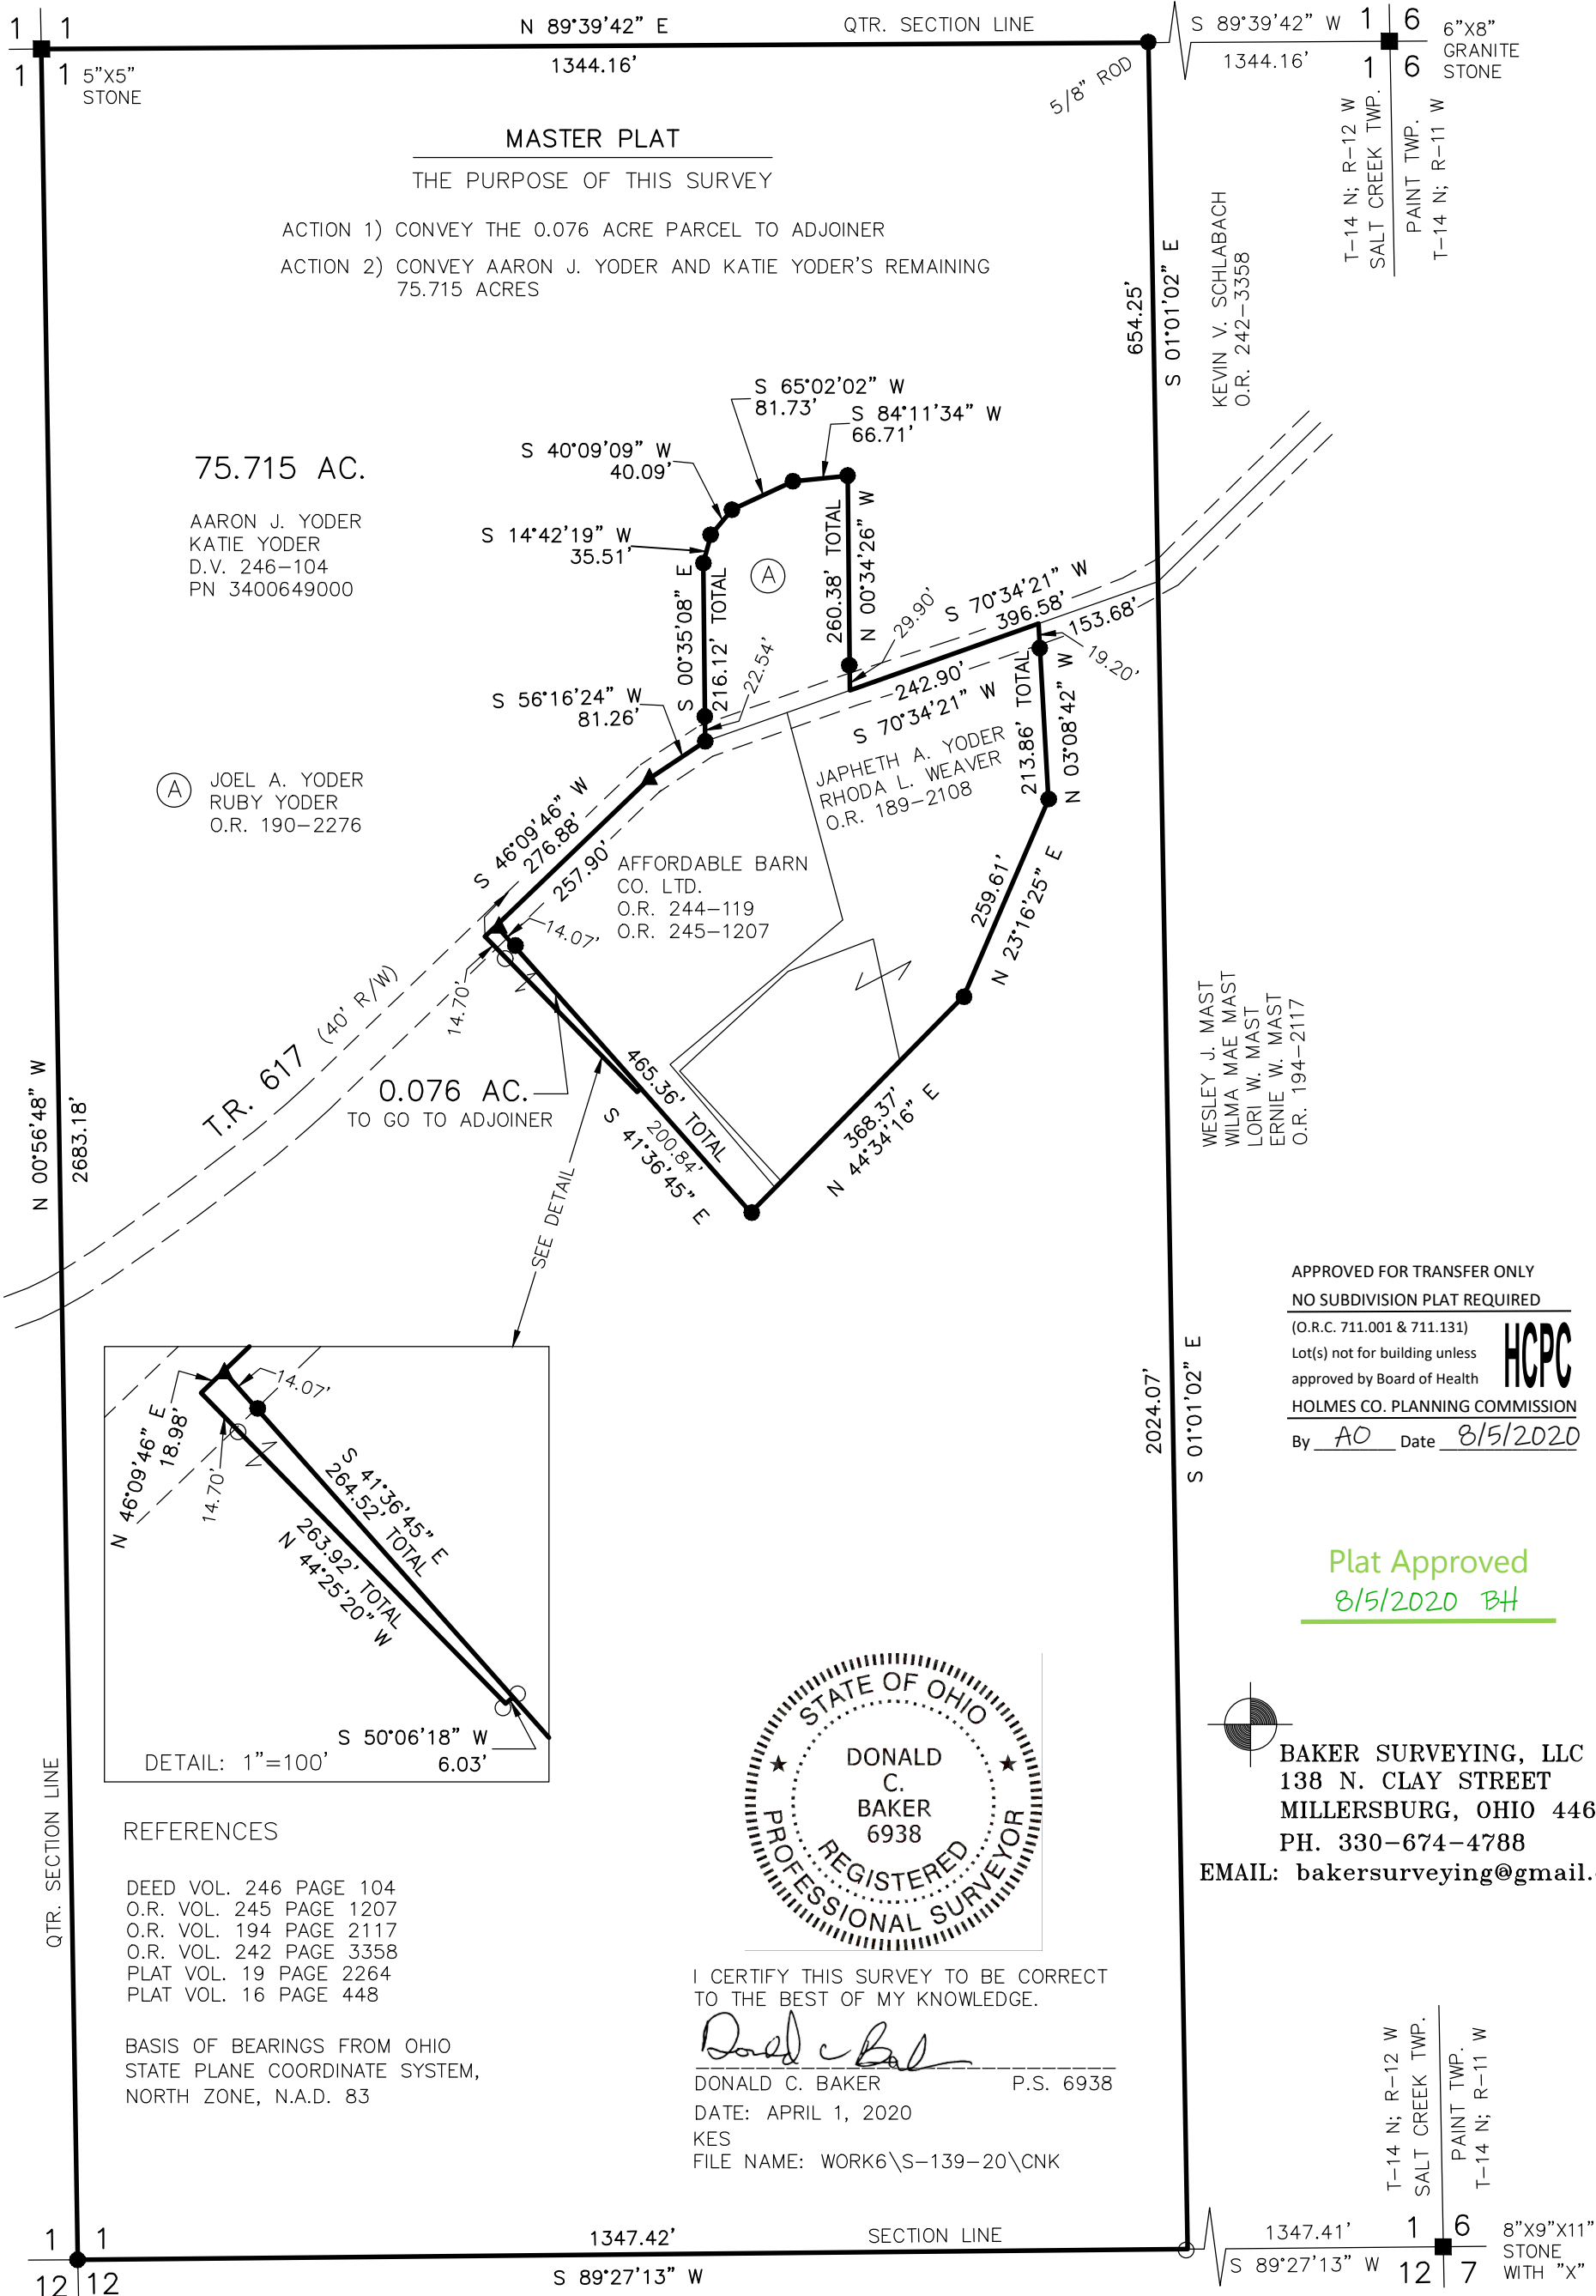 1 1
1 1
N 89°39'42" E
1344.16'
QTR. SECTION LINE
S 89°39'42" W
1344.16'
1 6
1 6
6"X8"
GRANITE
STONE
5"X5"
STONE
5/8" ROD
T-14 N; R-12 W
SALT CREEK TWP.
PAINT TWP.
T-14 N; R-11 W
MASTER PLAT
THE PURPOSE OF THIS SURVEY
ACTION 1) CONVEY THE 0.076 ACRE PARCEL TO ADJOINER
ACTION 2) CONVEY AARON J. YODER AND KATIE YODER'S REMAINING
75.715 ACRES
654.25'
S 01°01'02" E
KEVIN V. SCHLABACH
O.R. 242-3358
S 65°02'02" W
81.73'
S 84°11'34" W
66.71'
S 40°09'09" W
40.09'
S 14°42'19" W
35.51'
75.715 AC.
AARON J. YODER
KATIE YODER
D.V. 246-104
PN 3400649000
A
S 00°35'08" E
216.12' TOTAL
22.54'
260.38' TOTAL
N 00°34'26" W
29.90'
S 70°34'21" W
396.58'
153.68'
19.20'
242.90'
S 70°34'21" W
213.86' TOTAL
N 03°08'42" W
S 56°16'24" W
81.26'
JAPHETH A. YODER
RHODA L. WEAVER
O.R. 189-2108
A
JOEL A. YODER
RUBY YODER
O.R. 190-2276
S 46°09'46" W
276.88'
257.90'
AFFORDABLE BARN
CO. LTD.
O.R. 244-119
O.R. 245-1207
14.07'
14.70'
259.61'
N 23°16'25" E
T.R. 617 (40' R/W)
0.076 AC.
TO GO TO ADJOINER
465.36' TOTAL
200.84'
S 41°36'45" E
368.37'
N 44°34'16" E
WESLEY J. MAST
WILMA MAE MAST
LORI W. MAST
ERNIE W. MAST
O.R. 194-2117
N 00°56'48" W
2683.18'
SEE DETAIL
APPROVED FOR TRANSFER ONLY
NO SUBDIVISION PLAT REQUIRED
(O.R.C. 711.001 & 711.131)
Lot(s) not for building unless
approved by Board of Health
HCPC
HOLMES CO. PLANNING COMMISSION
By AO Date 8/5/2020
2024.07'
S 01°01'02" E
14.07'
N 46°09'46" E
18.98'
14.70'
S 41°36'45" E
264.52' TOTAL
263.92' TOTAL
N 44°25'20" W
S 50°06'18" W
6.03'
DETAIL: 1"=100'
Plat Approved
8/5/2020 BH
STATE OF OHIO
DONALD
C.
BAKER
6938
REGISTERED
PROFESSIONAL SURVEYOR
BAKER SURVEYING, LLC
138 N. CLAY STREET
MILLERSBURG, OHIO 446
PH. 330-674-4788
EMAIL: bakersurveying@gmail.
QTR. SECTION LINE
REFERENCES
DEED VOL. 246 PAGE 104
O.R. VOL. 245 PAGE 1207
O.R. VOL. 194 PAGE 2117
O.R. VOL. 242 PAGE 3358
PLAT VOL. 19 PAGE 2264
PLAT VOL. 16 PAGE 448
BASIS OF BEARINGS FROM OHIO
STATE PLANE COORDINATE SYSTEM,
NORTH ZONE, N.A.D. 83
I CERTIFY THIS SURVEY TO BE CORRECT
TO THE BEST OF MY KNOWLEDGE.
Donald C Bak
DONALD C. BAKER P.S. 6938
DATE: APRIL 1, 2020
KES
FILE NAME: WORK6\S-139-20\CNK
T-14 N; R-12 W
SALT CREEK TWP.
PAINT TWP.
T-14 N; R-11 W
1 1
12 12
1347.42'
SECTION LINE
S 89°27'13" W
1347.41'
S 89°27'13" W
1 6
12 7
8"X9"X11"
STONE
WITH "X"